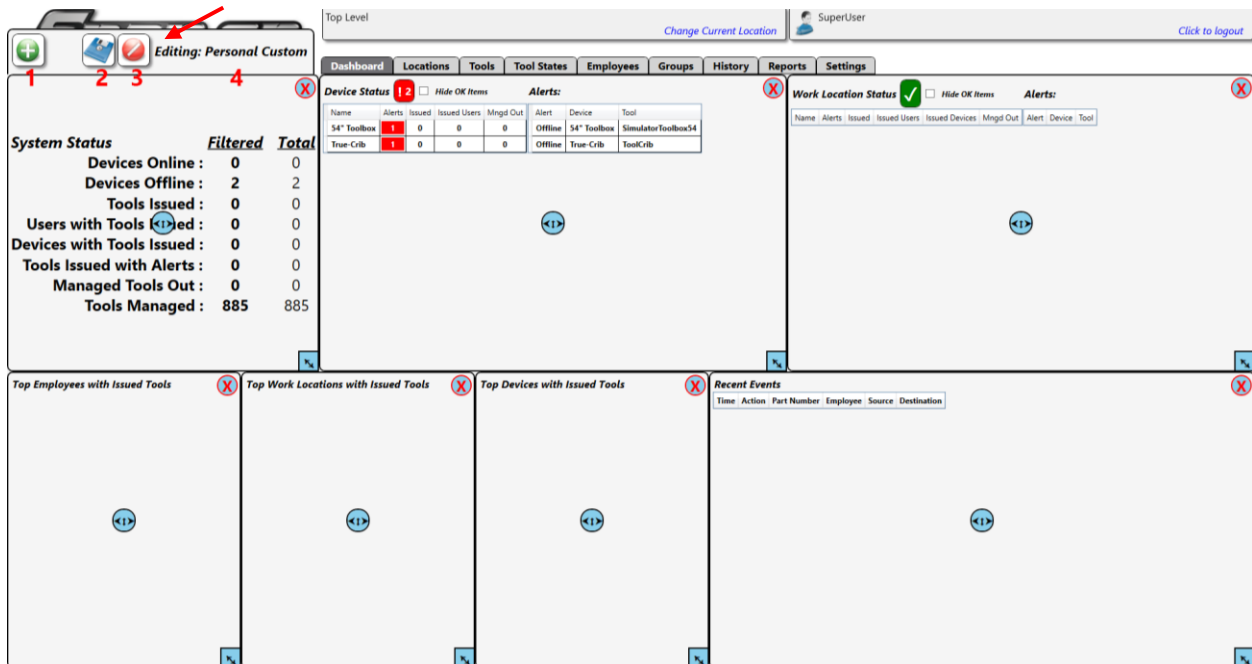 Top Level
Change Current Location
SuperUser
Click to logout
Editing: Personal Custom
1 2 3 4
Dashboard Locations Tools Tool States Employees Groups History Reports Settings
X
System Status Filtered Total
Devices Online : 0 0
Devices Offline : 2 2
Tools Issued : 0 0
Users with Tools Issued : 0 0
Devices with Tools Issued : 0 0
Tools Issued with Alerts : 0 0
Managed Tools Out : 0 0
Tools Managed : 885 885
Device Status ! 2 Hide OK Items Alerts: X
Name Alerts Issued Issued Users Mngd Out Alert Device Tool
54" Toolbox 1 0 0 0 Offline 54" Toolbox SimulatorToolbox54
True-Crib 1 0 0 0 Offline True-Crib ToolCrib
Work Location Status Hide OK Items Alerts: X
Name Alerts Issued Issued Users Issued Devices Mngd Out Alert Device Tool
Top Employees with Issued Tools X
Top Work Locations with Issued Tools X
Top Devices with Issued Tools X
Recent Events X
Time Action Part Number Employee Source Destination